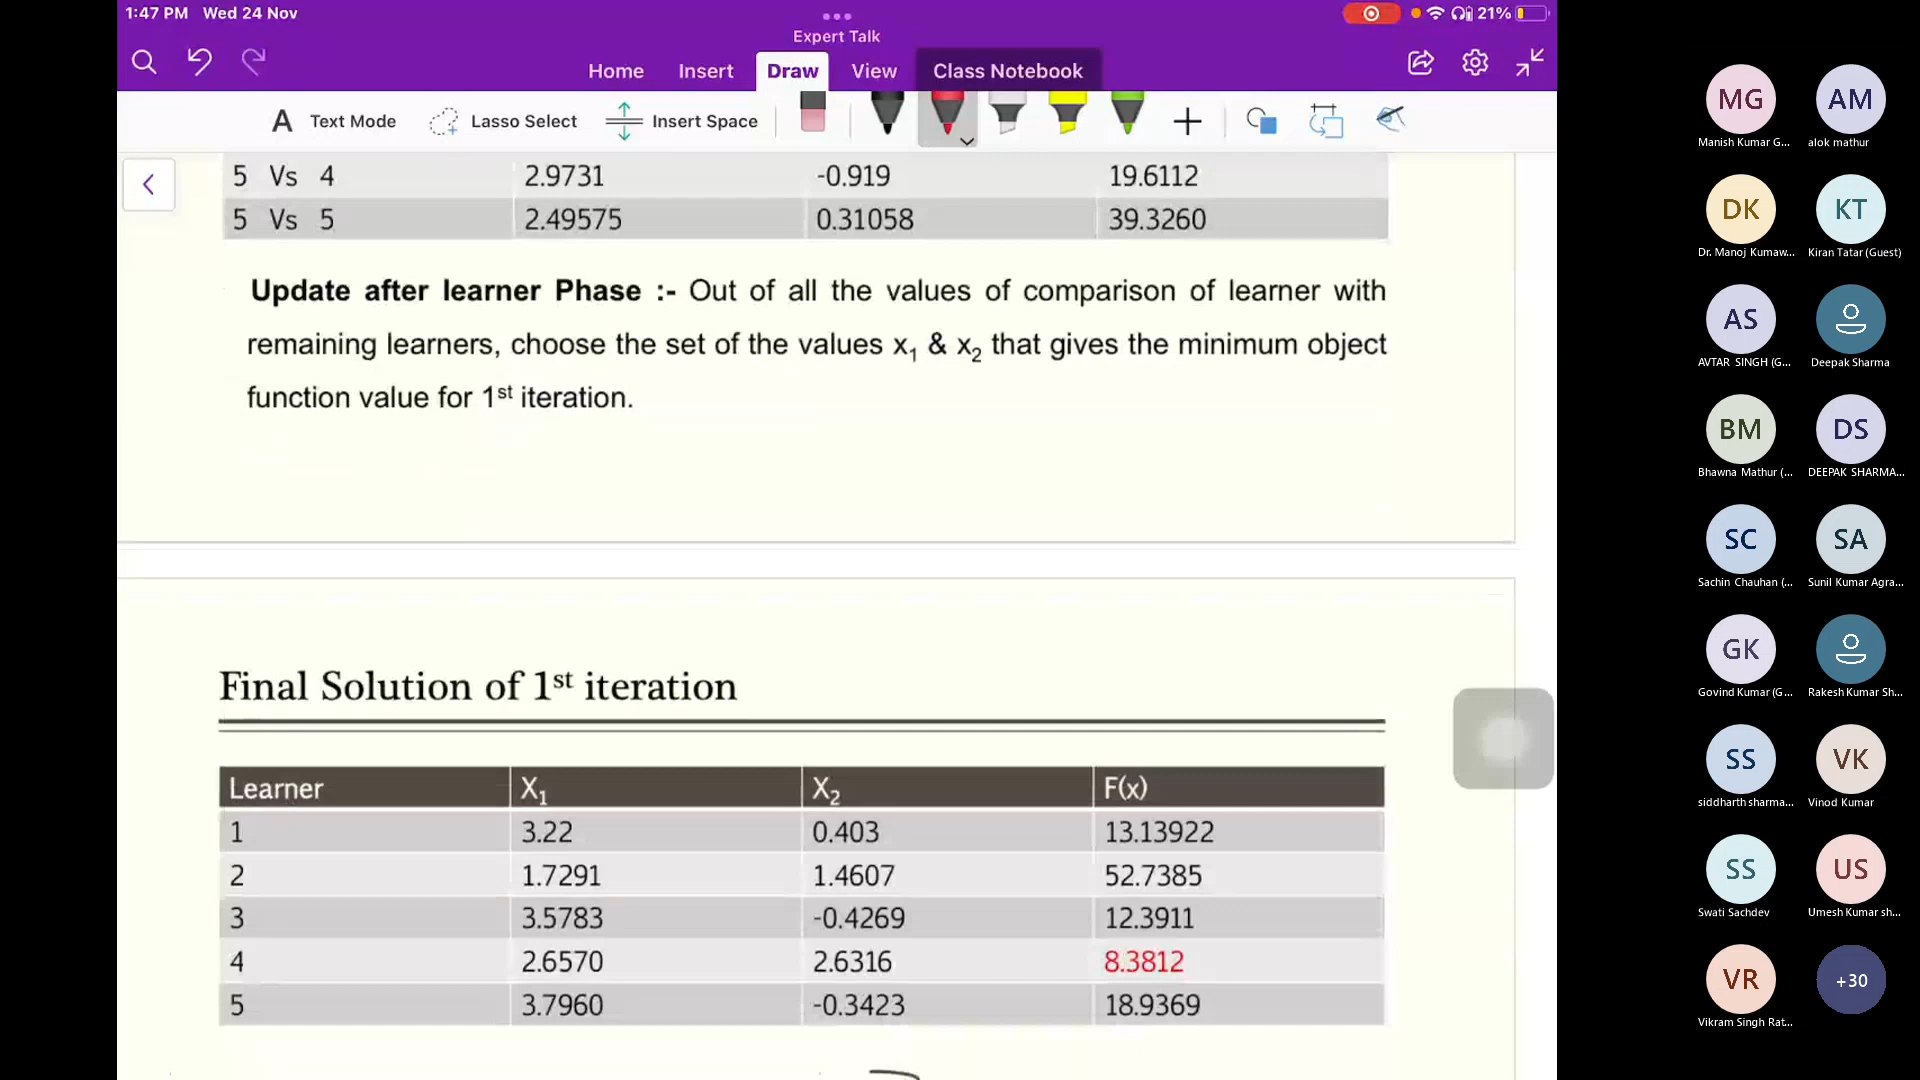 1:47 PM Wed 24 Nov
21%
Expert Talk
Home Insert Draw View Class Notebook
A Text Mode Lasso Select Insert Space
5 Vs 4 2.9731 -0.919 19.6112
5 Vs 5 2.49575 0.31058 39.3260
Update after learner Phase :- Out of all the values of comparison of learner with
remaining learners, choose the set of the values x₁ & x₂ that gives the minimum object
function value for 1ˢᵗ iteration.
Final Solution of 1ˢᵗ iteration
Learner X₁ X₂ F(x)
1 3.22 0.403 13.13922
2 1.7291 1.4607 52.7385
3 3.5783 -0.4269 12.3911
4 2.6570 2.6316 8.3812
5 3.7960 -0.3423 18.9369
MG AM
Manish Kumar G... alok mathur
DK KT
Dr. Manoj Kumaw... Kiran Tatar (Guest)
AS
AVTAR SINGH (G... Deepak Sharma
BM DS
Bhawna Mathur (... DEEPAK SHARMA...
SC SA
Sachin Chauhan (... Sunil Kumar Agra...
GK
Govind Kumar (G... Rakesh Kumar Sh...
SS VK
siddharth sharma... Vinod Kumar
SS US
Swati Sachdev Umesh Kumar sh...
VR +30
Vikram Singh Rat...